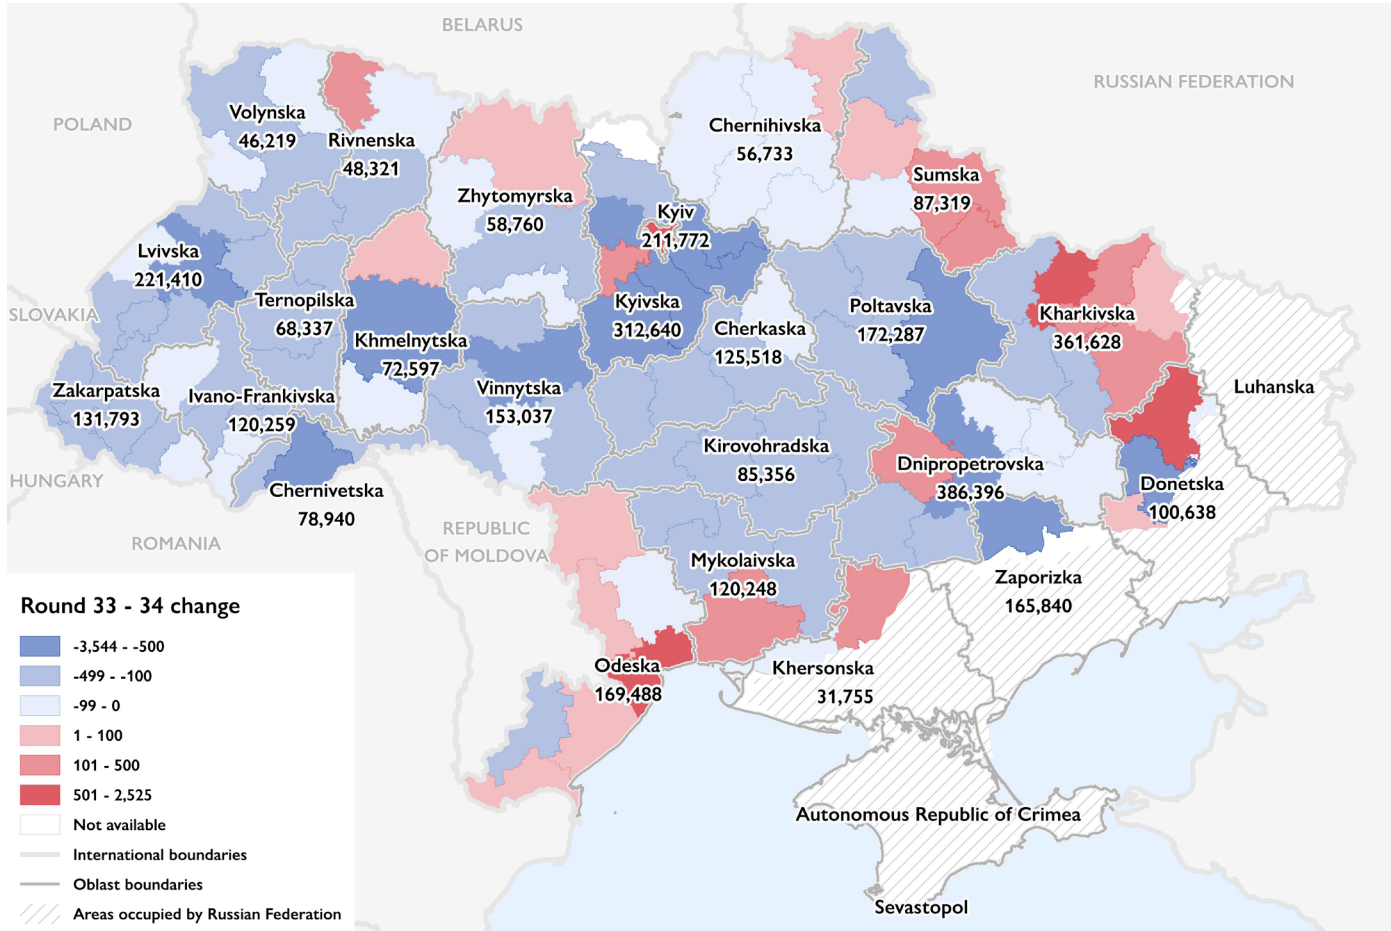 BELARUS
RUSSIAN FEDERATION
POLAND
Volynska
46,219
Rivnenska
48,321
Chernihivska
56,733
Sumska
87,319
Zhytomyrska
58,760
Kyiv
211,772
Lvivska
221,410
SLOVAKIA
Ternopilska
68,337
Kyivska
312,640
Cherkaska
125,518
Poltavska
172,287
Kharkivska
361,628
Khmelnytska
72,597
Luhanska
Zakarpatska
131,793
Ivano-Frankivska
120,259
Vinnytska
153,037
Kirovohradska
85,356
Dnipropetrovska
386,396
Donetska
100,638
HUNGARY
Chernivetska
78,940
ROMANIA
REPUBLIC
OF MOLDOVA
Mykolaivska
120,248
Zaporizka
165,840
Odeska
169,488
Khersonska
31,755
Autonomous Republic of Crimea
Sevastopol
Round 33 - 34 change
-3,544 - -500
-499 - -100
-99 - 0
1 - 100
101 - 500
501 - 2,525
Not available
International boundaries
Oblast boundaries
Areas occupied by Russian Federation